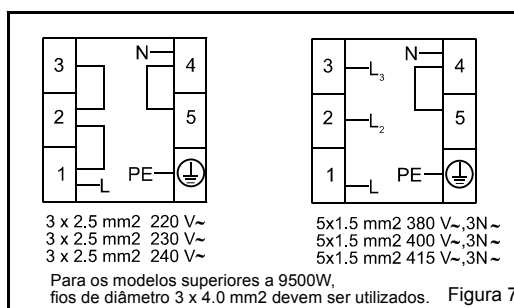 3 N 4
2 5
1 L PE
3 L3 N 4
2 L2 5
1 L PE
3 x 2.5 mm2 220 V~
3 x 2.5 mm2 230 V~
3 x 2.5 mm2 240 V~
5x1.5 mm2 380 V~,3N~
5x1.5 mm2 400 V~,3N~
5x1.5 mm2 415 V~,3N~
Para os modelos superiores a 9500W,
fios de diâmetro 3 x 4.0 mm2 devem ser utilizados.
Figura 7